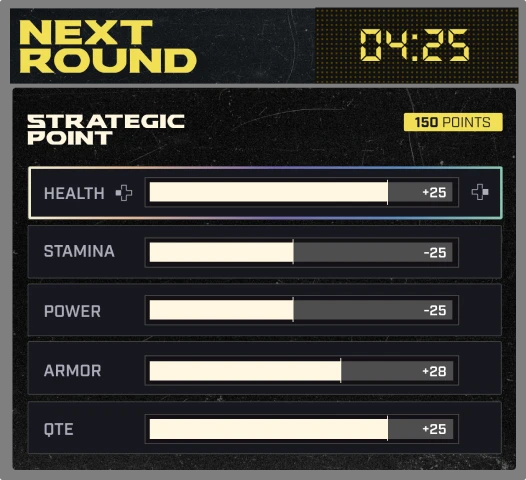 NEXT
ROUND
04:25
STRATEGIC
POINT
150 POINTS
HEALTH
+25
STAMINA
-25
POWER
-25
ARMOR
+28
QTE
+25